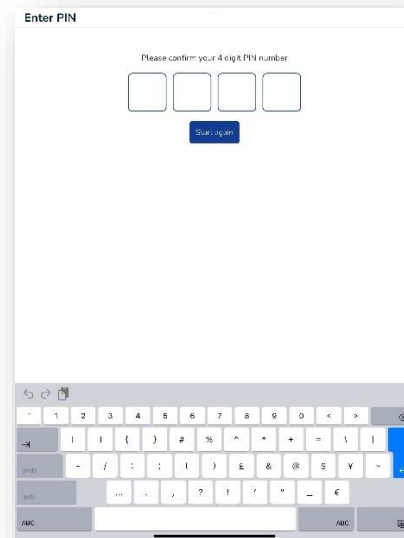 Enter PIN
Please confirm your 4 digit PIN number
Start again
1 2 3 4 5 6 7 8 9 0 < >
{ } # % ^ * + = \ |
undo - / : ; ( ) £ & @ $ ¥ ~
... . , ? ! ' " _ €
ABC ABC